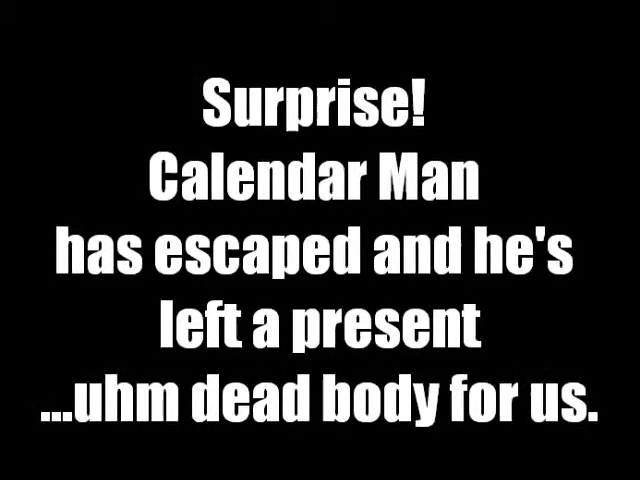 Surprise!
Calendar Man
has escaped and he's
left a present
...uhm dead body for us.